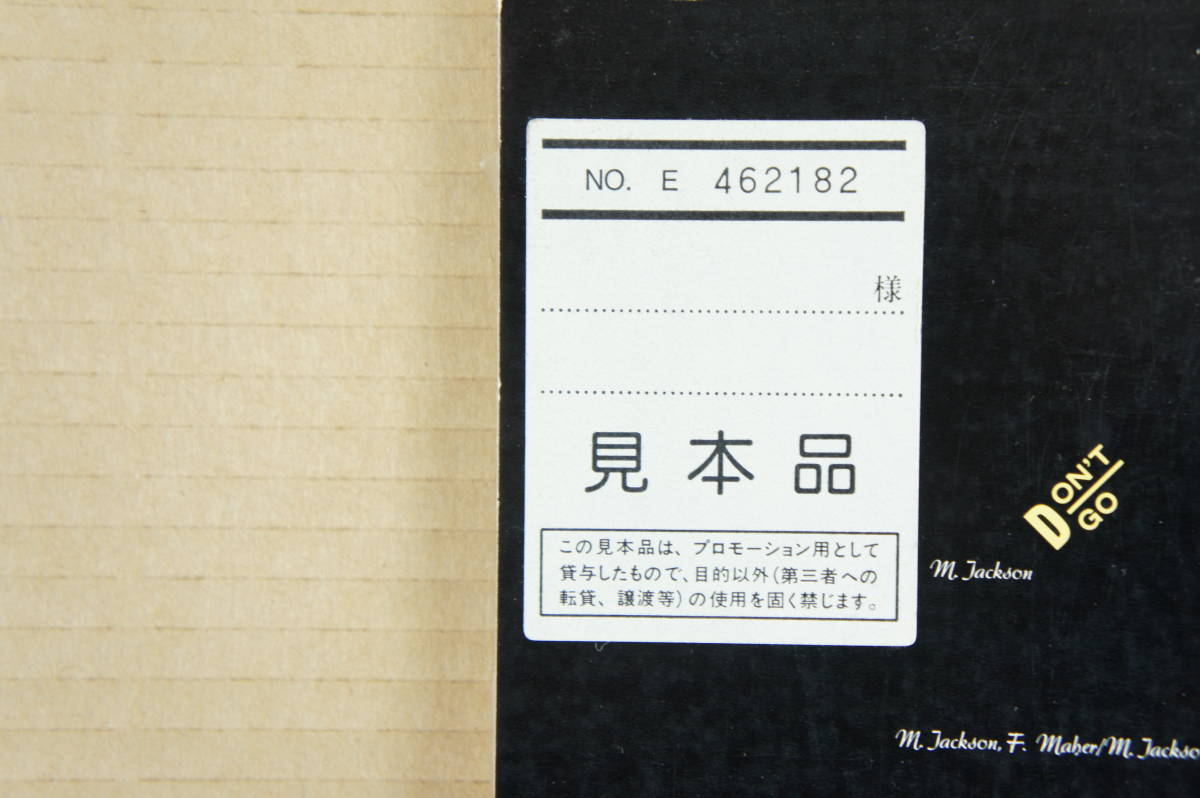 NO. E 462182
様
見本品
この見本品は、プロモーション用として
貸与したもので、目的以外(第三者への
転貸、譲渡等)の使用を固く禁じます。
DON'T
GO
M. Jackson
M. Jackson, F. Maher/M. Jackso